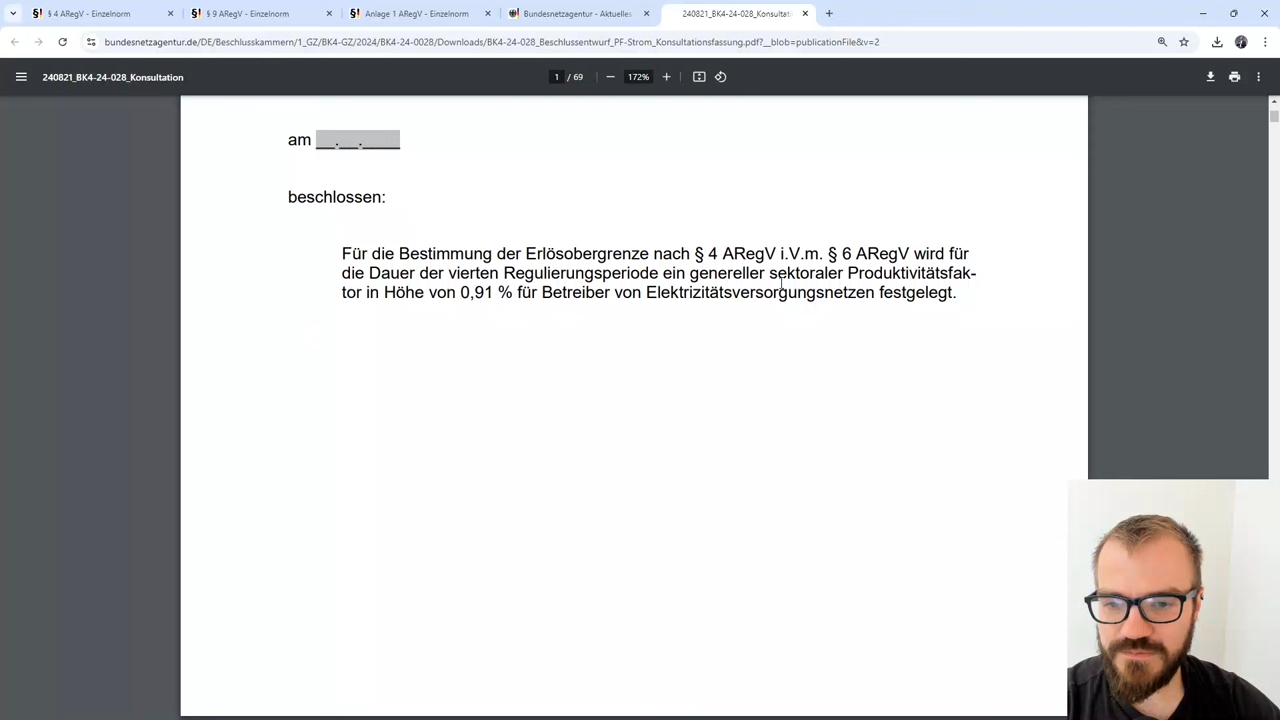 § 4 ARegV - Einzelnorm
§ 9 ARegV - Einzelnorm
Anlage 1 ARegV - Einzelnorm
Bundesnetzagentur - Aktuelles
240821_BK4-24-028_Konsultati
bundesnetzagentur.de/DE/Beschlusskammern/1_GZ/BK4-GZ/2024/BK4-24-0028/Downloads/BK4-24-028_Beschlussentwurf_PF-Strom_Konsultationsfassung.pdf?__blob=publicationFile&v=2
240821_BK4-24-028_Konsultation
1 / 69
172%
am __.__.____
beschlossen:
Für die Bestimmung der Erlösobergrenze nach § 4 ARegV i.V.m. § 6 ARegV wird für
die Dauer der vierten Regulierungsperiode ein genereller sektoraler Produktivitätsfak-
tor in Höhe von 0,91 % für Betreiber von Elektrizitätsversorgungsnetzen festgelegt.